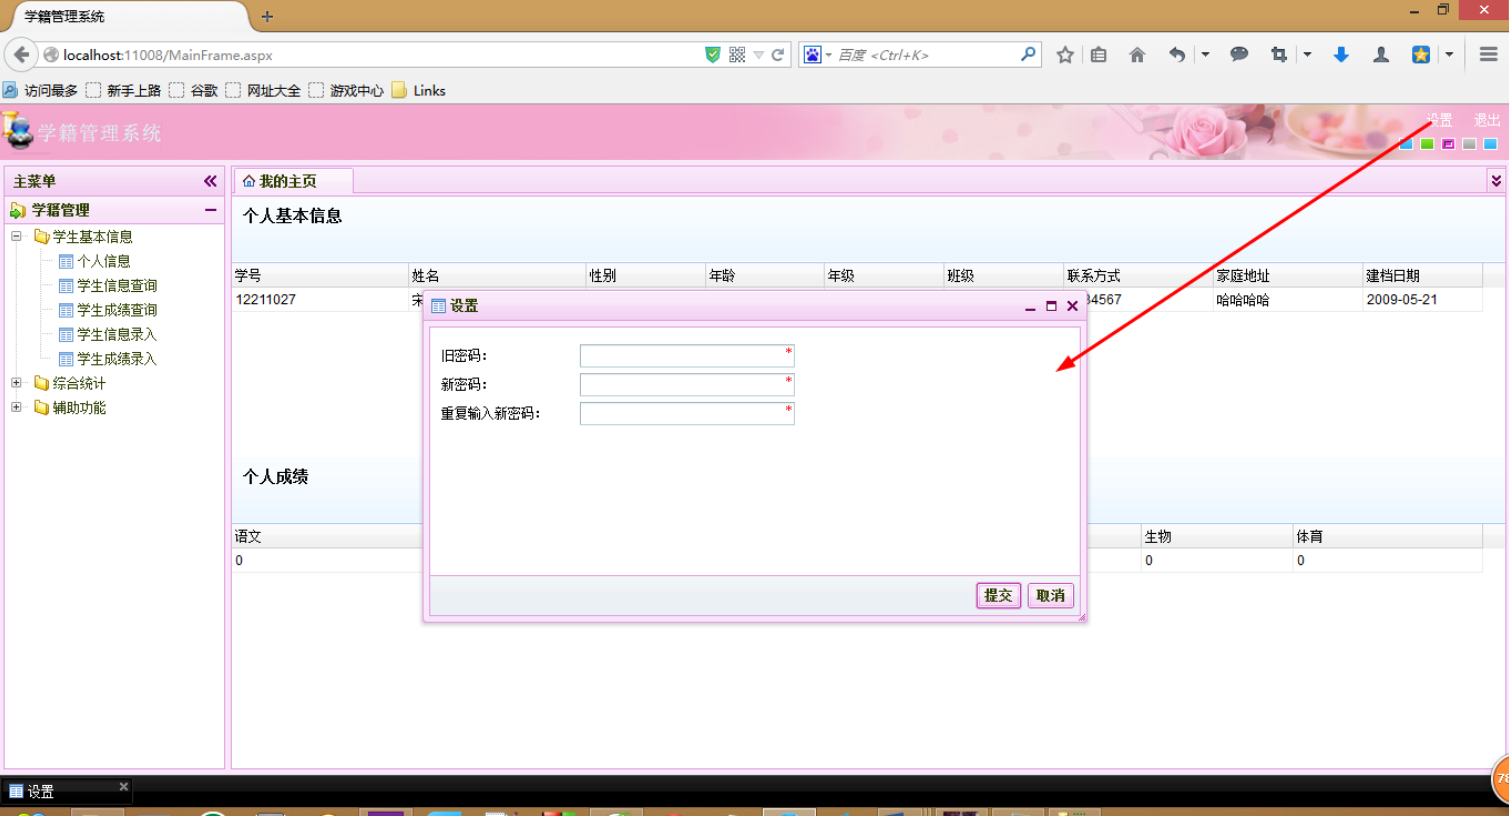 学籍管理系统
localhost:11008/MainFrame.aspx
百度 <Ctrl+K>
访问最多 新手上路 谷歌 网址大全 游戏中心 Links
学籍管理系统
设置 退出
主菜单
我的主页
学籍管理
个人基本信息
学生基本信息
个人信息
学生信息查询
学生成绩查询
学生信息录入
学生成绩录入
综合统计
辅助功能
学号 姓名 性别 年龄 年级 班级 联系方式 家庭地址 建档日期
12211027 宋 34567 哈哈哈哈 2009-05-21
设置
旧密码： *
新密码： *
重复输入新密码： *
提交 取消
个人成绩
语文 生物 体育
0 0 0
设置
78